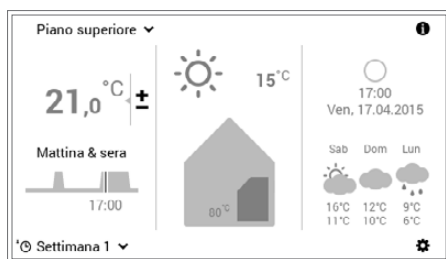 Piano superiore
21,0 °C ±
Mattina & sera
17:00
Settimana 1
15°C
80°C
17:00
Ven, 17.04.2015
Sab Dom Lun
16°C 12°C 9°C
11°C 10°C 6°C